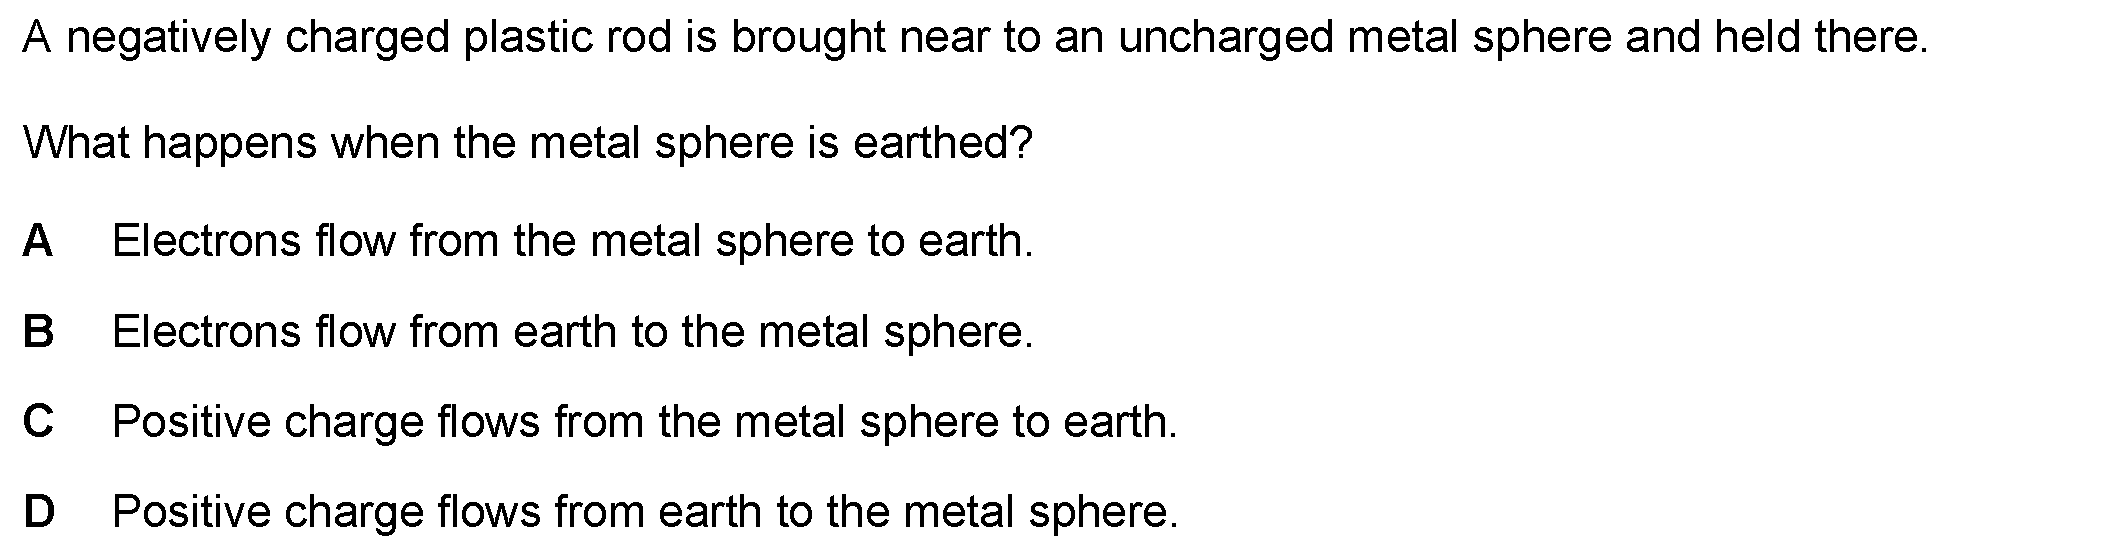 A negatively charged plastic rod is brought near to an uncharged metal sphere and held there.
What happens when the metal sphere is earthed?
A Electrons flow from the metal sphere to earth.
B Electrons flow from earth to the metal sphere.
C Positive charge flows from the metal sphere to earth.
D Positive charge flows from earth to the metal sphere.